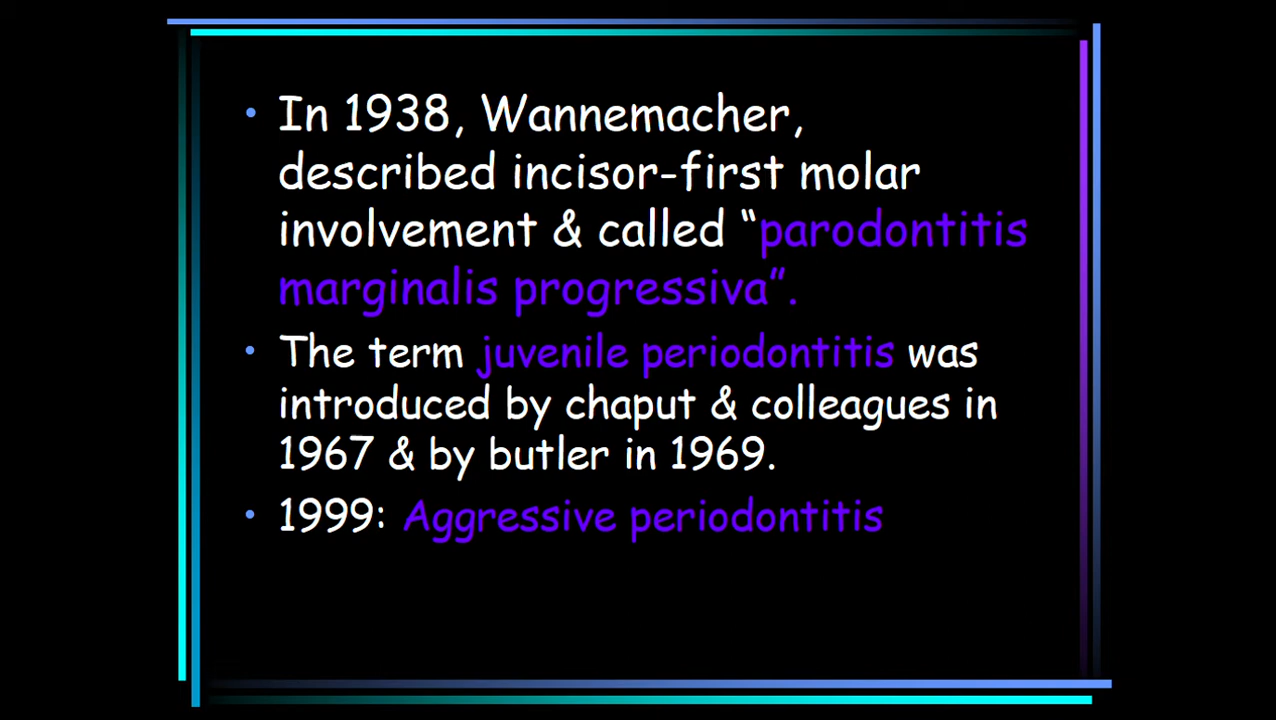 • In 1938, Wannemacher,
described incisor-first molar
involvement & called “parodontitis
marginalis progressiva”.
• The term juvenile periodontitis was
introduced by chaput & colleagues in
1967 & by butler in 1969.
• 1999: Aggressive periodontitis